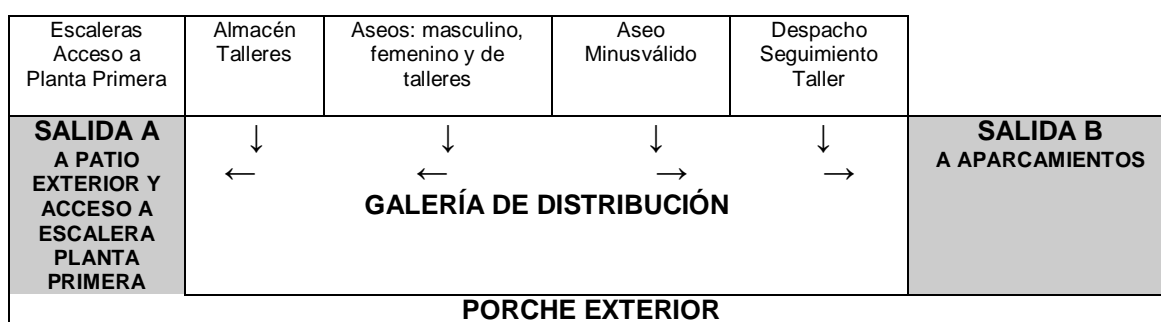 Escaleras
Acceso a
Planta Primera
Almacén
Talleres
Aseos: masculino,
femenino y de
talleres
Aseo
Minusválido
Despacho
Seguimiento
Taller
SALIDA A
A PATIO
EXTERIOR Y
ACCESO A
ESCALERA
PLANTA
PRIMERA
↓ ↓ ↓ ↓
← ← → →
GALERÍA DE DISTRIBUCIÓN
SALIDA B
A APARCAMIENTOS
PORCHE EXTERIOR